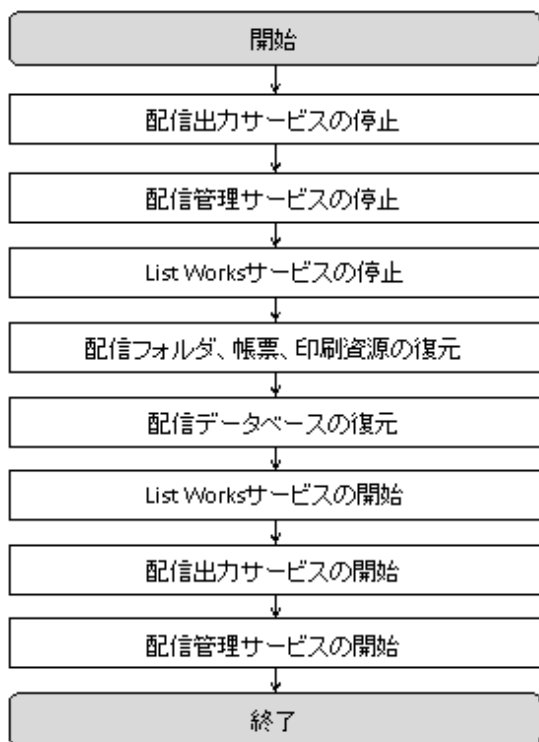 開始
配信出力サービスの停止
配信管理サービスの停止
List Worksサービスの停止
配信フォルダ、帳票、印刷資源の復元
配信データベースの復元
List Worksサービスの開始
配信出力サービスの開始
配信管理サービスの開始
終了